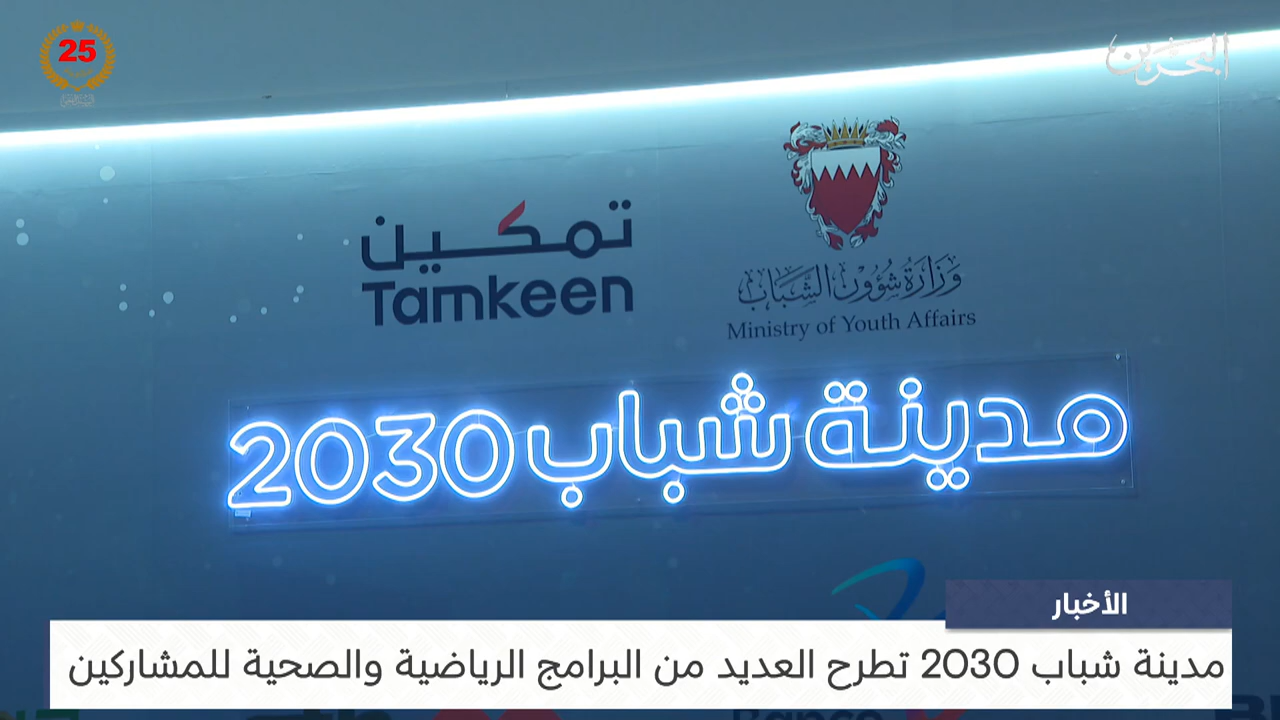 25
البحرين
تمكين
Tamkeen
وزارة شؤون الشباب
Ministry of Youth Affairs
مدينة شباب 2030
الأخبار
مدينة شباب 2030 تطرح العديد من البرامج الرياضية والصحية للمشاركين